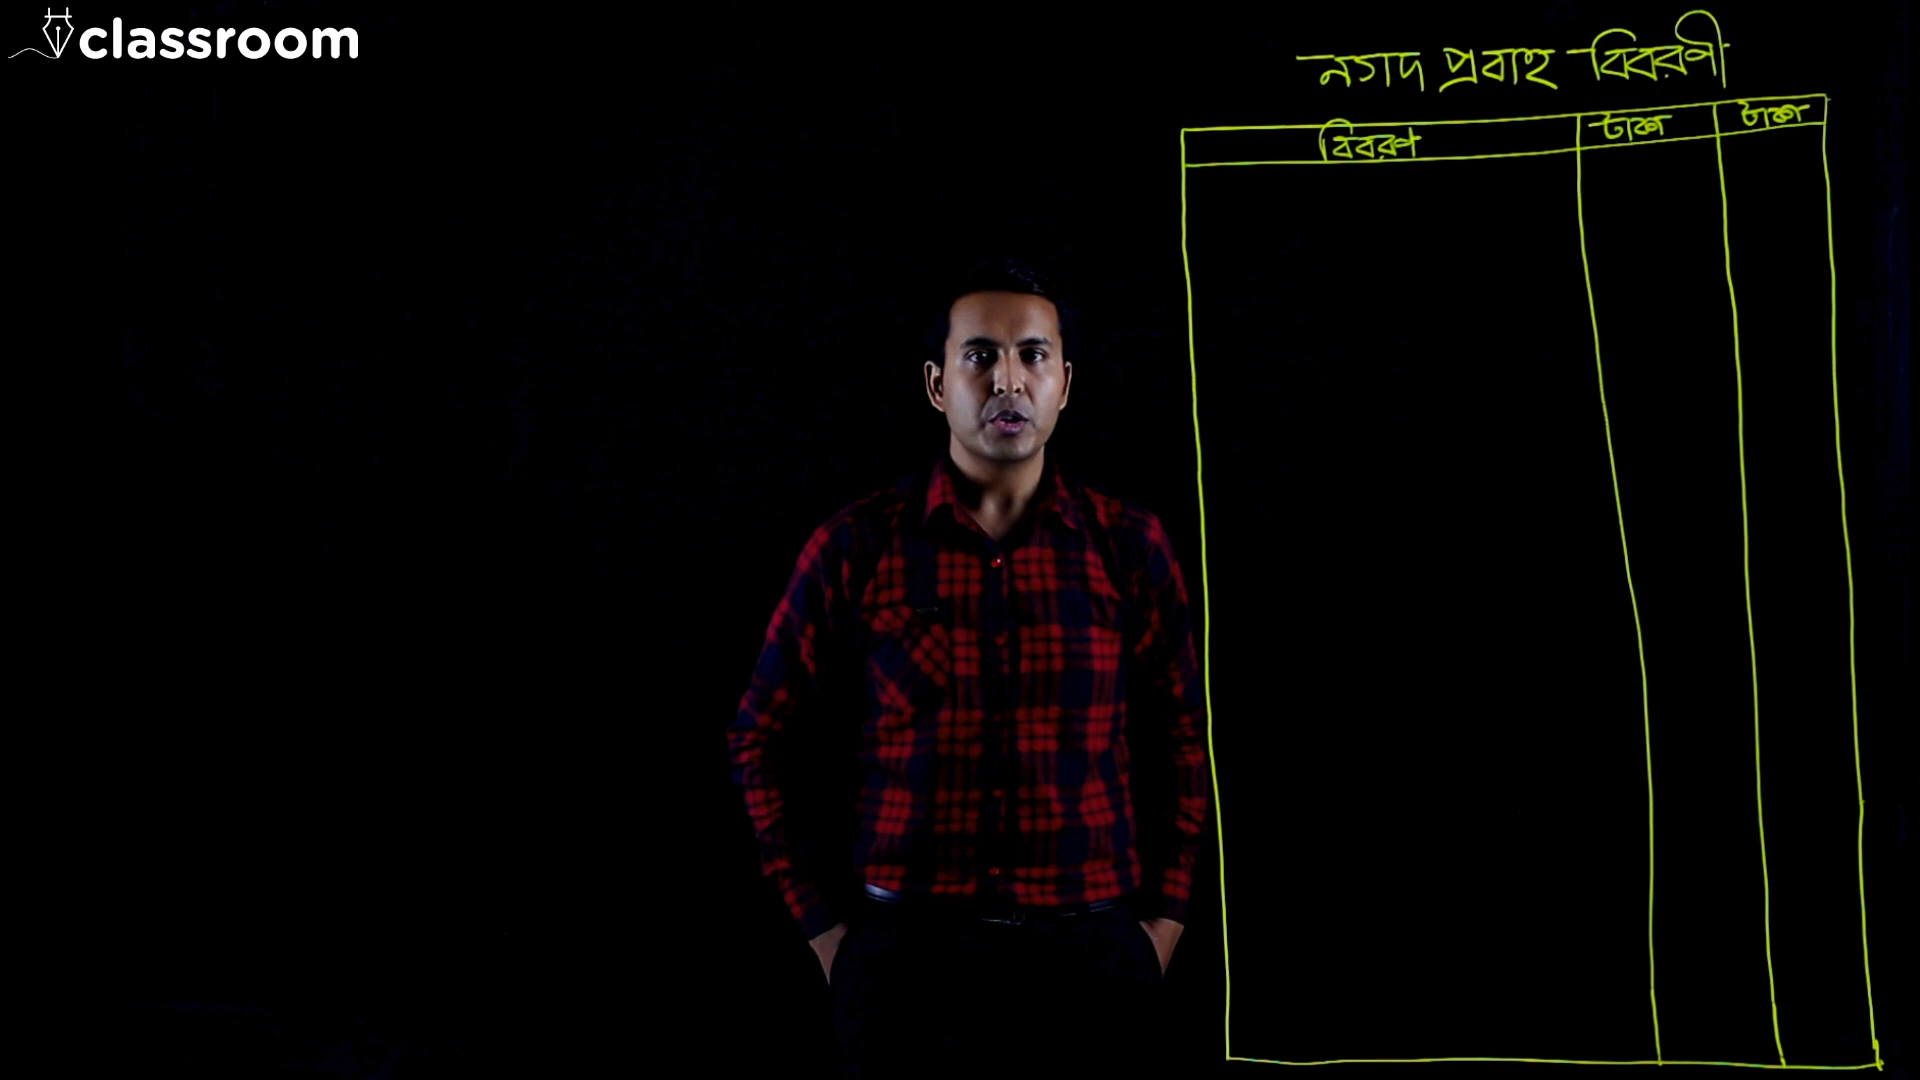 classroom
নগদ প্রবাহ বিবরণী
বিবরণ টাকা টাকা